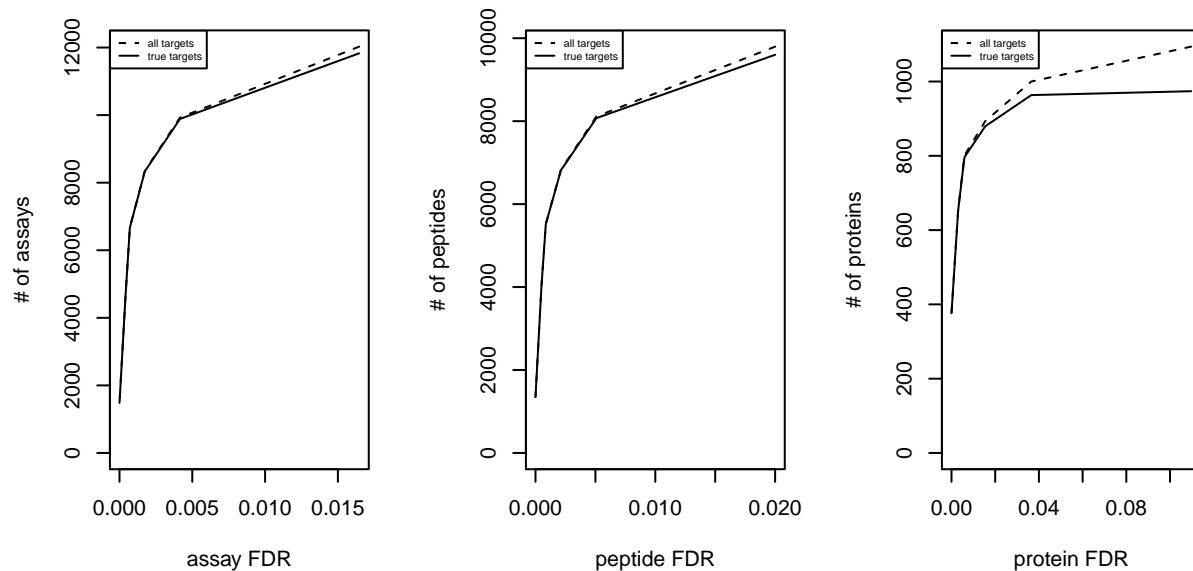 all targets
true targets
# of assays
0
2000
4000
6000
8000
12000
0.000
0.005
0.010
0.015
assay FDR
all targets
true targets
# of peptides
0
2000
4000
6000
8000
10000
0.000
0.010
0.020
peptide FDR
all targets
true targets
# of proteins
0
200
400
600
800
1000
0.00
0.04
0.08
protein FDR